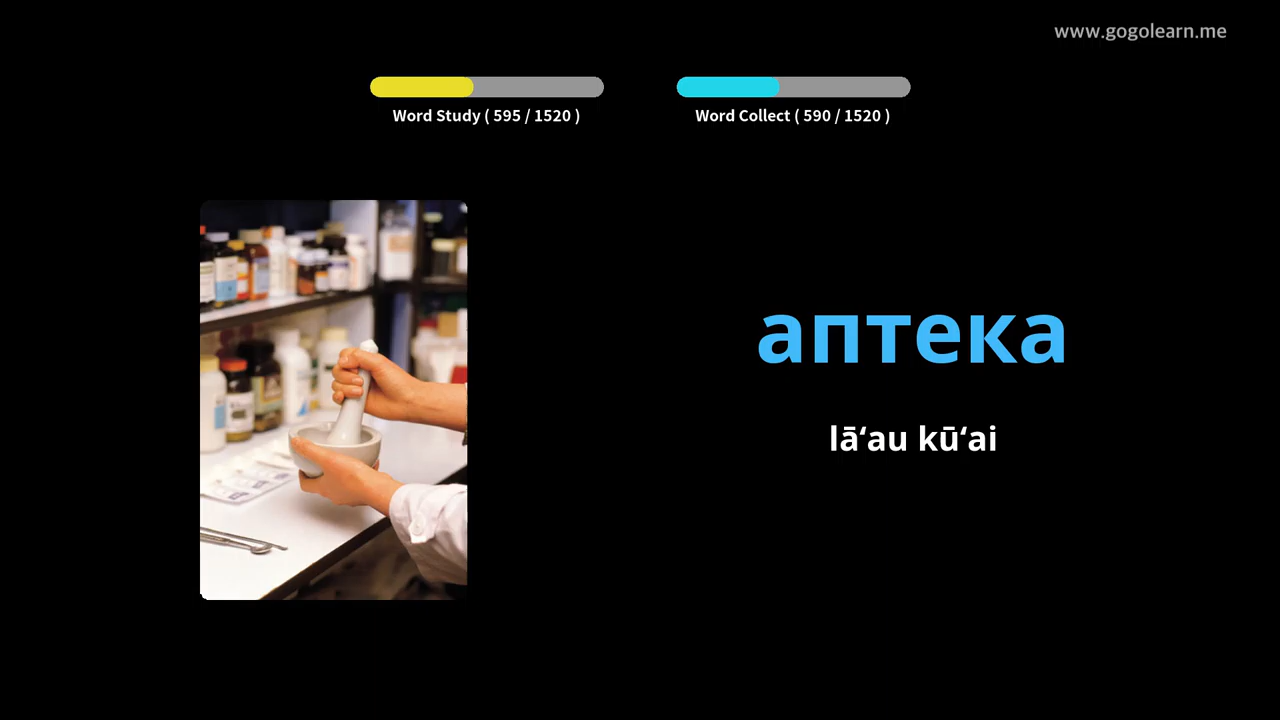 www.gogolearn.me
Word Study ( 595 / 1520 )
Word Collect ( 590 / 1520 )
аптека
lāʻau kūʻai